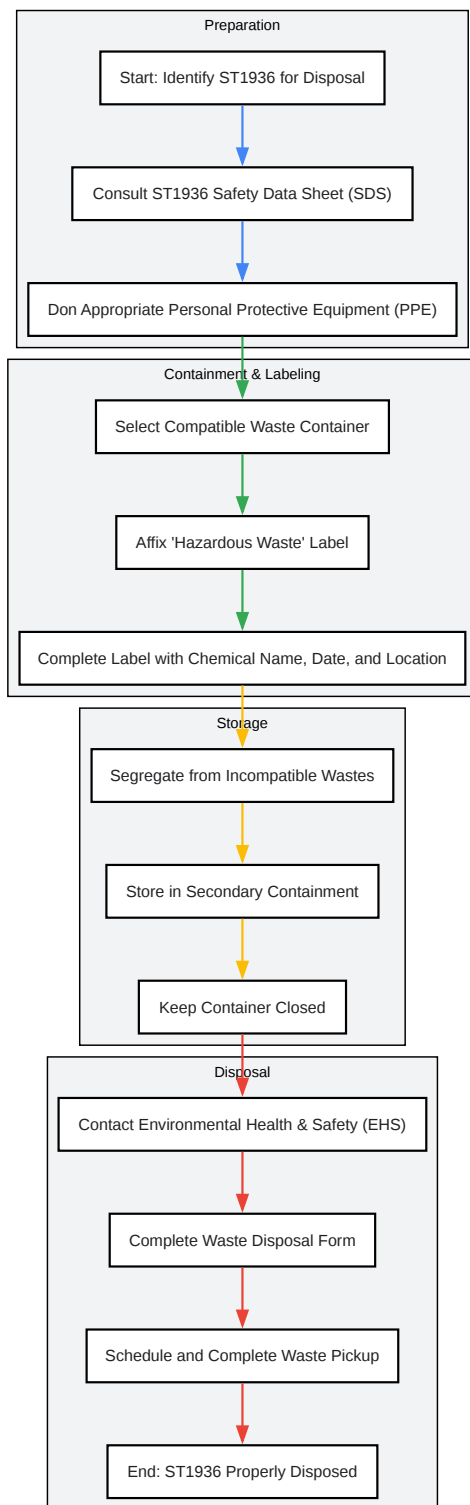 Preparation
Start: Identify ST1936 for Disposal
Consult ST1936 Safety Data Sheet (SDS)
Don Appropriate Personal Protective Equipment (PPE)
Containment & Labeling
Select Compatible Waste Container
Affix 'Hazardous Waste' Label
Complete Label with Chemical Name, Date, and Location
Storage
Segregate from Incompatible Wastes
Store in Secondary Containment
Keep Container Closed
Disposal
Contact Environmental Health & Safety (EHS)
Complete Waste Disposal Form
Schedule and Complete Waste Pickup
End: ST1936 Properly Disposed